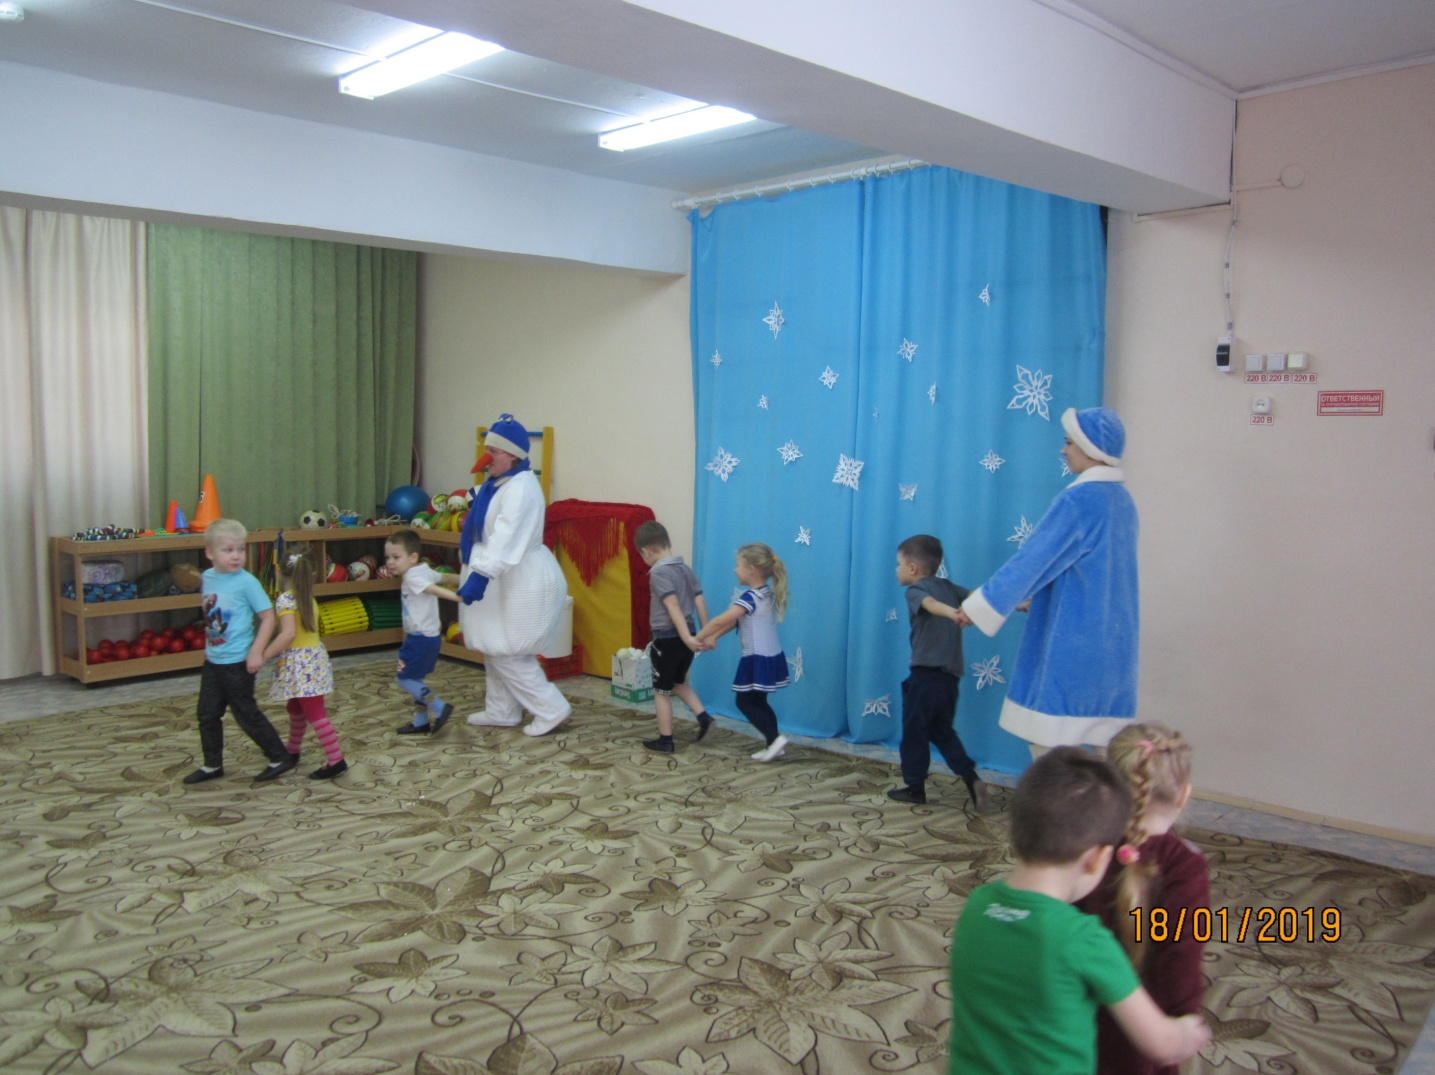 220 В 220 В 220 В
ОТВЕТСТВЕННЫЙ
220 В
18/01/2019